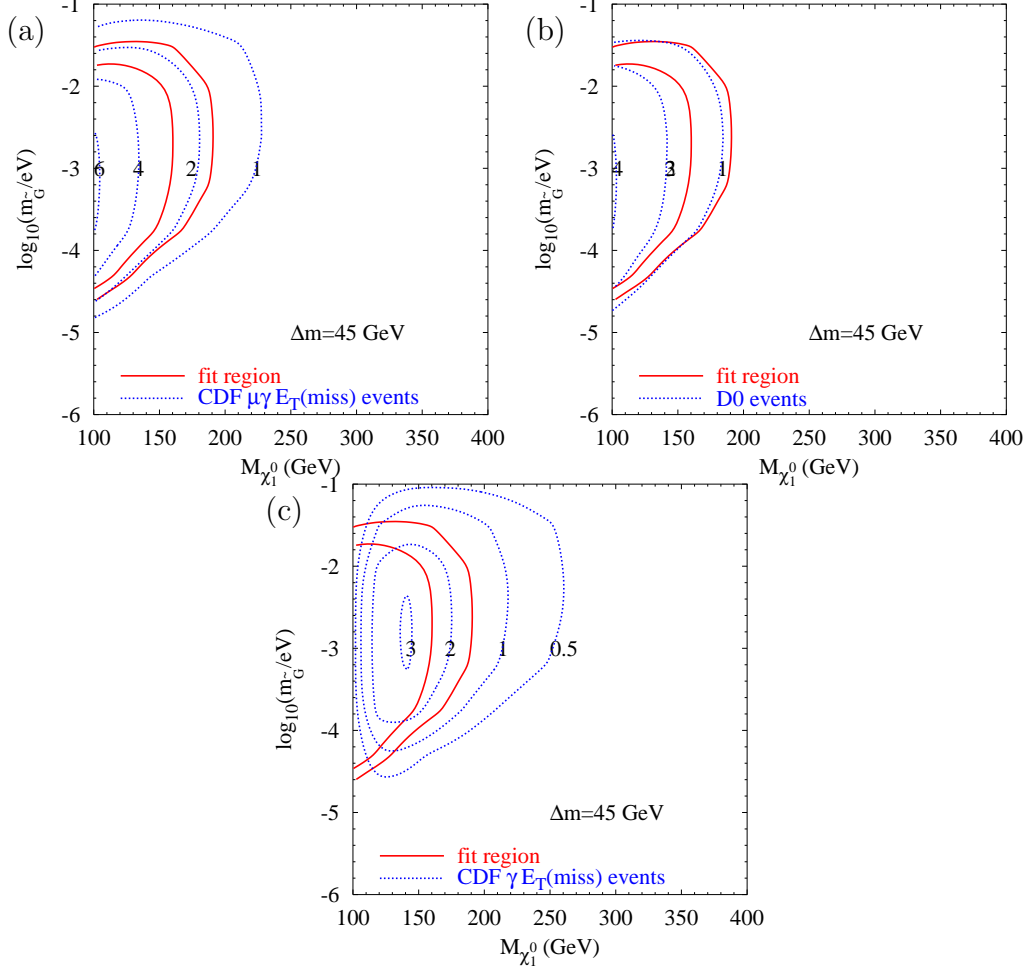 (a)
-1
-2
-3
-4
-5
-6
log10(mG̃/eV)
6 4 2 1
Δm=45 GeV
fit region
CDF μγ ET(miss) events
100 150 200 250 300 350 400
Mχ10 (GeV)
(b)
-1
-2
-3
-4
-5
-6
log10(mG̃/eV)
4 1
Δm=45 GeV
fit region
D0 events
100 150 200 250 300 350 400
Mχ10 (GeV)
(c)
-1
-2
-3
-4
-5
-6
log10(mG̃/eV)
3 2 1 0.5
Δm=45 GeV
fit region
CDF γ ET(miss) events
100 150 200 250 300 350 400
Mχ10 (GeV)